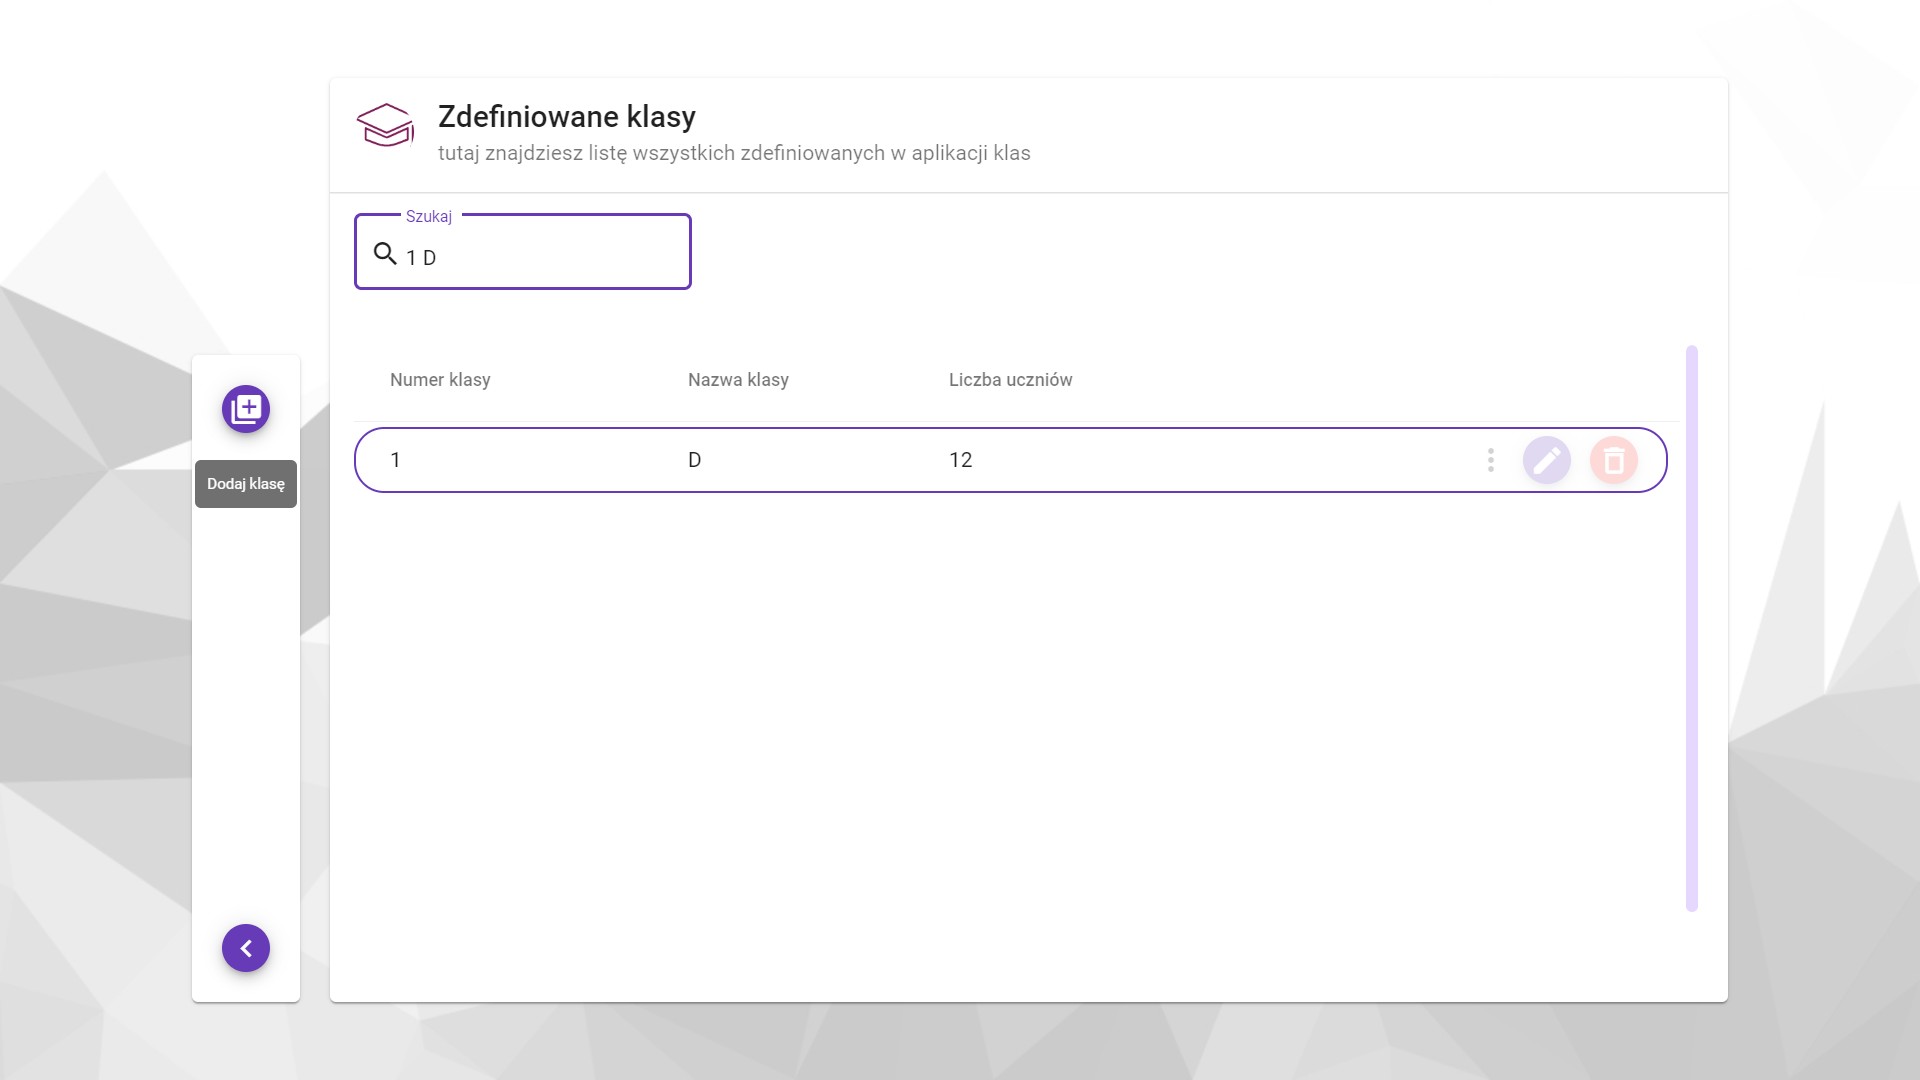 Zdefiniowane klasy
tutaj znajdziesz listę wszystkich zdefiniowanych w aplikacji klas
Szukaj
1 D
Numer klasy Nazwa klasy Liczba uczniów
1 D 12
Dodaj klasę